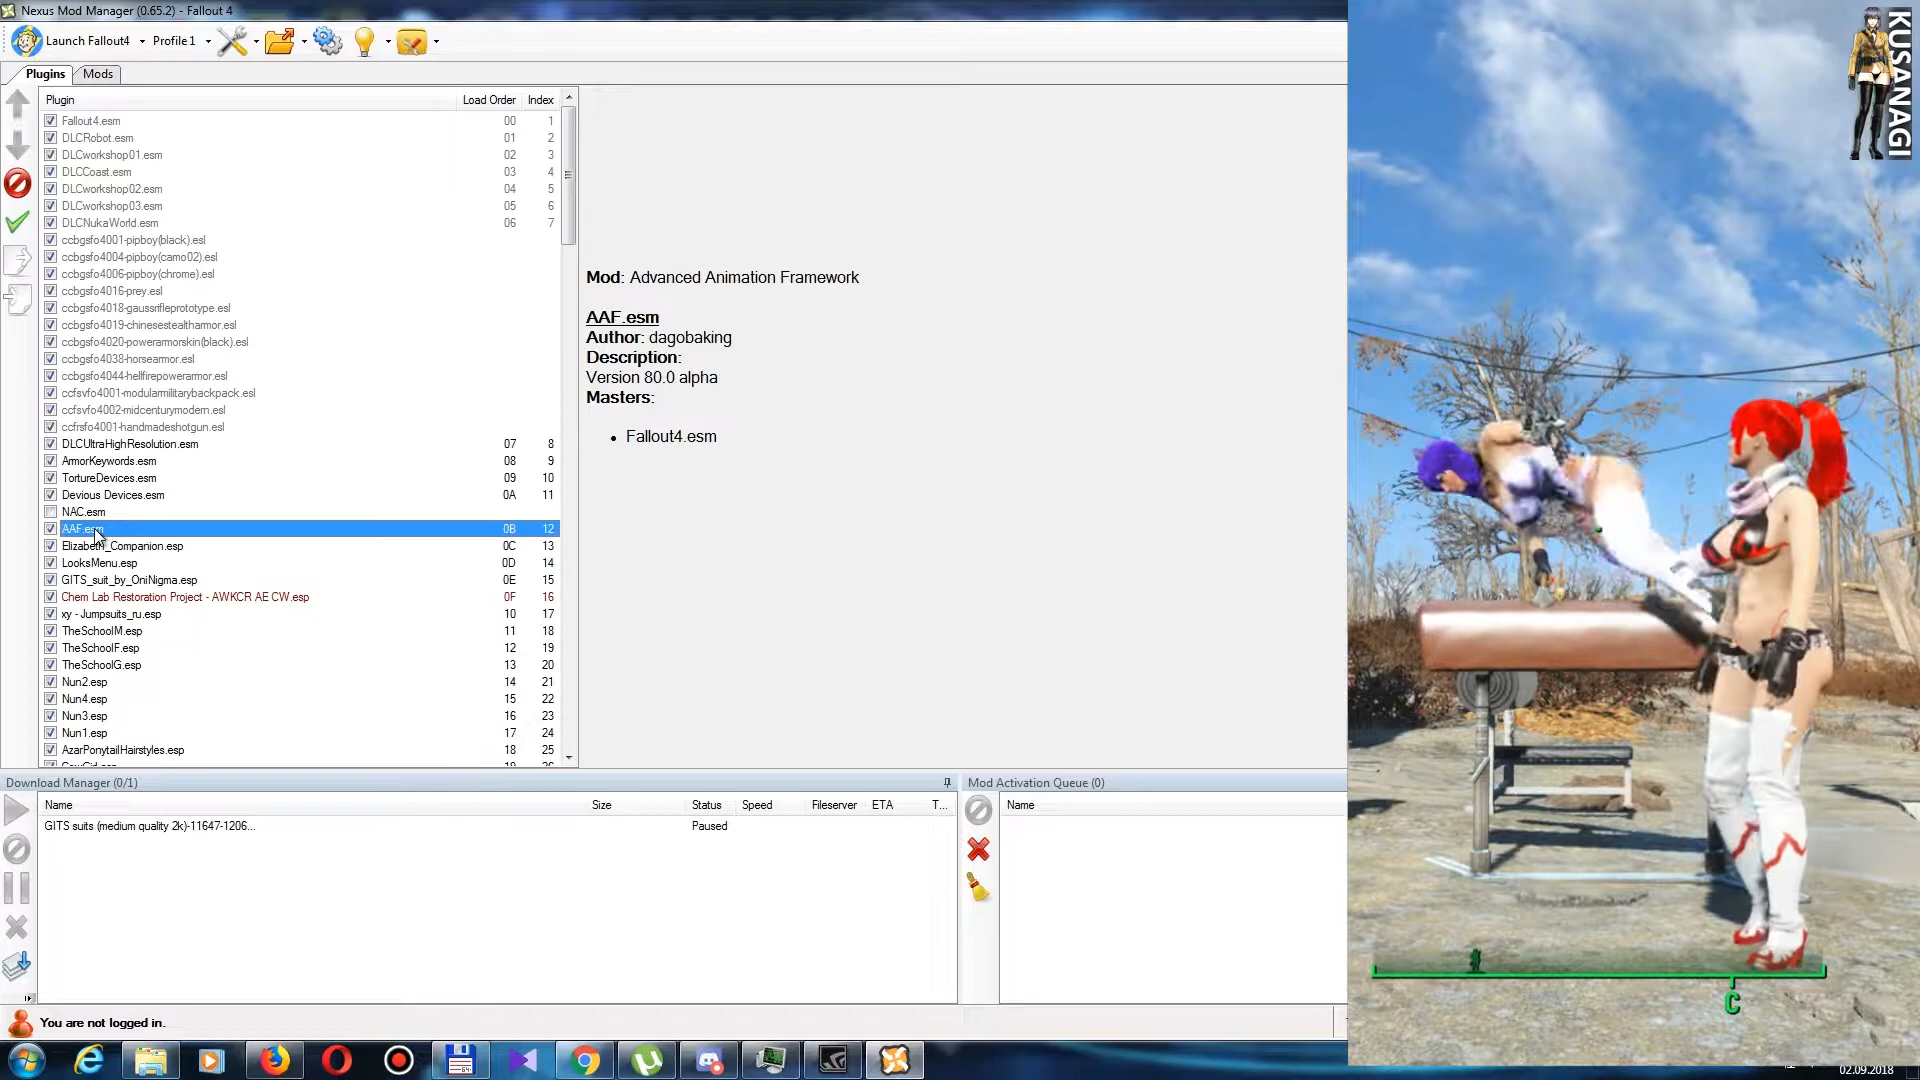 Nexus Mod Manager (0.65.2) - Fallout 4
Launch Fallout4 Profile1
Plugins Mods
Plugin Load Order Index
Fallout4.esm 00 1
DLCRobot.esm 01 2
DLCworkshop01.esm 02 3
DLCCoast.esm 03 4
DLCworkshop02.esm 04 5
DLCworkshop03.esm 05 6
DLCNukaWorld.esm 06 7
ccbgsfo4001-pipboy(black).esl
ccbgsfo4004-pipboy(camo02).esl
ccbgsfo4006-pipboy(chrome).esl
ccbgsfo4016-prey.esl
ccbgsfo4018-gaussrifleprototype.esl
ccbgsfo4019-chinesestealtharmor.esl
ccbgsfo4020-powerarmorskin(black).esl
ccbgsfo4038-horsearmor.esl
ccbgsfo4044-hellfirepowerarmor.esl
ccfsvfo4001-modularmilitarybackpack.esl
ccfsvfo4002-midcenturymodern.esl
ccfrsfo4001-handmadeshotgun.esl
DLCUltraHighResolution.esm 07 8
ArmorKeywords.esm 08 9
TortureDevices.esm 09 10
Devious Devices.esm 0A 11
NAC.esm
AAF.esm 0B 12
Elizabeth_Companion.esp 0C 13
LooksMenu.esp 0D 14
GITS_suit_by_OniNigma.esp 0E 15
Chem Lab Restoration Project - AWKCR AE CW.esp 0F 16
xy - Jumpsuits_ru.esp 10 17
TheSchoolM.esp 11 18
TheSchoolF.esp 12 19
TheSchoolG.esp 13 20
Nun2.esp 14 21
Nun4.esp 15 22
Nun3.esp 16 23
Nun1.esp 17 24
AzarPonytailHairstyles.esp 18 25
Mod: Advanced Animation Framework
AAF.esm
Author: dagobaking
Description:
Version 80.0 alpha
Masters:
Fallout4.esm
KUSANAGI
C
Download Manager (0/1)
Name Size Status Speed Fileserver ETA T...
GITS suits (medium quality 2k)-11647-1206... Paused
Mod Activation Queue (0)
Name
You are not logged in.
64
02.09.2018